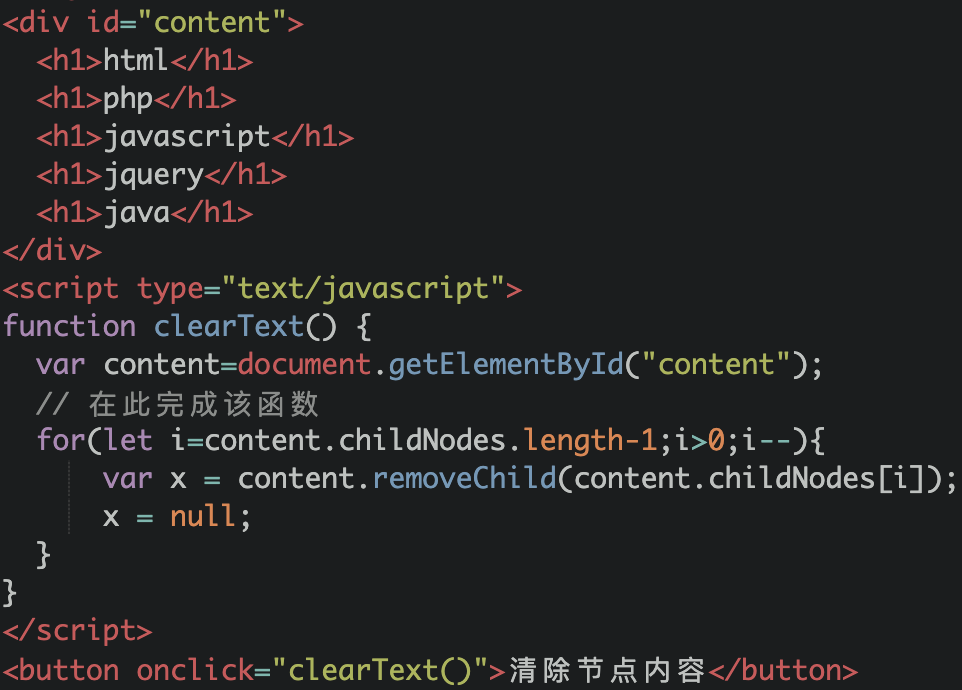 <div id="content">
  <h1>html</h1>
  <h1>php</h1>
  <h1>javascript</h1>
  <h1>jquery</h1>
  <h1>java</h1>
</div>
<script type="text/javascript">
function clearText() {
  var content=document.getElementById("content");
  // 在此完成该函数
  for(let i=content.childNodes.length-1;i>0;i--){
      var x = content.removeChild(content.childNodes[i]);
      x = null;
  }
}
</script>
<button onclick="clearText()">清除节点内容</button>